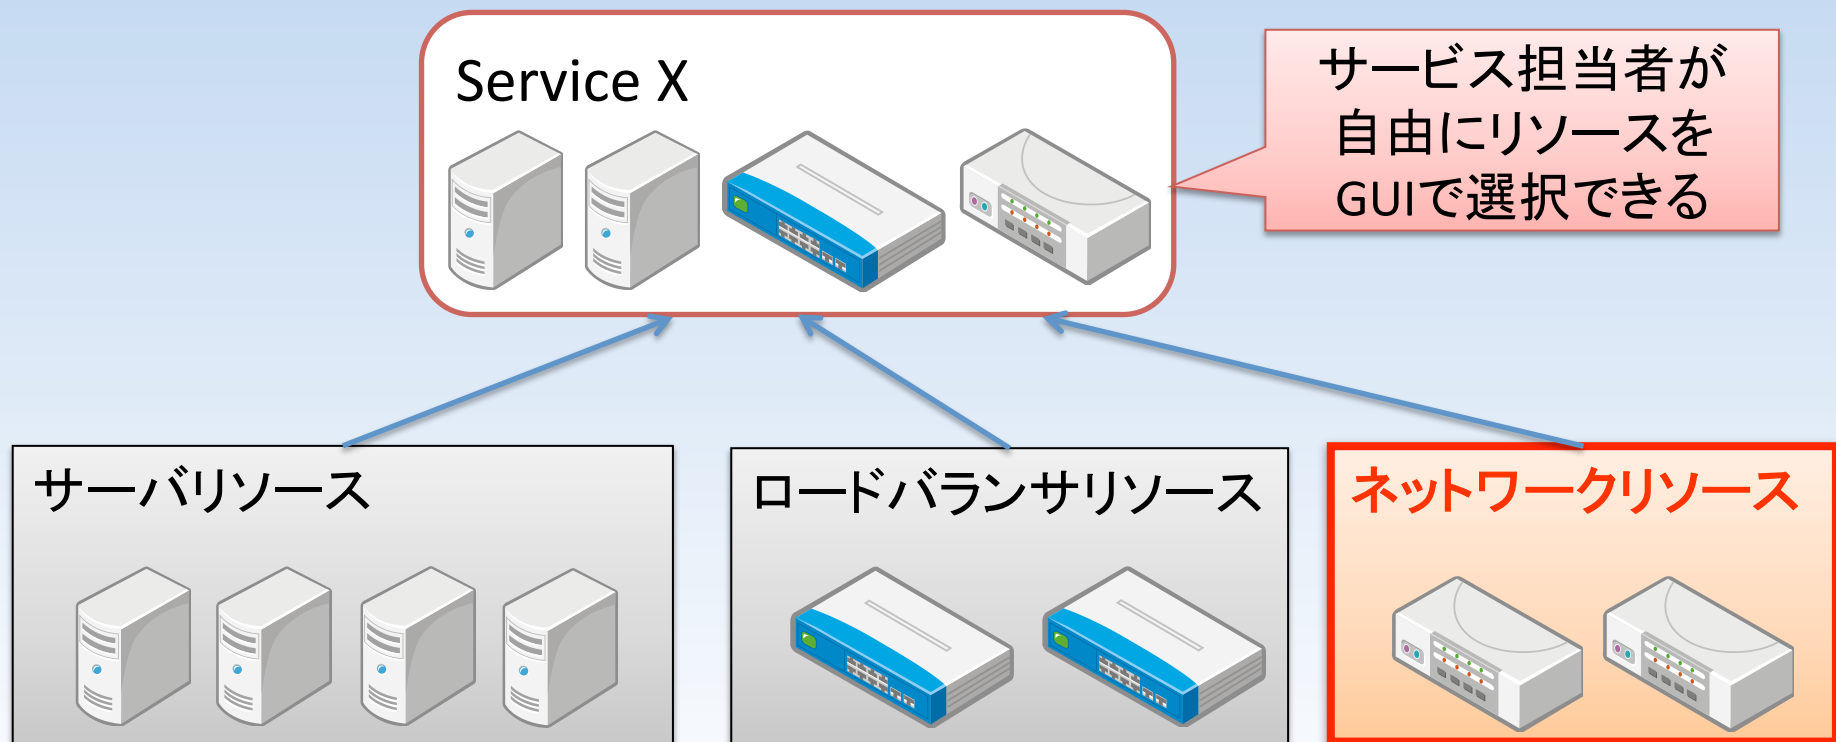 Service X
サービス担当者が
自由にリソースを
GUIで選択できる
サーバリソース
ロードバランサリソース
ネットワークリソース